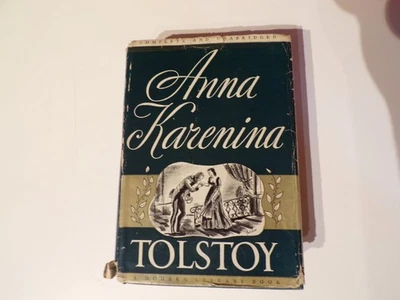 COMPLETE AND UNABRIDGED
Anna
Karenina
TOLSTOY
A MODERN LIBRARY BOOK